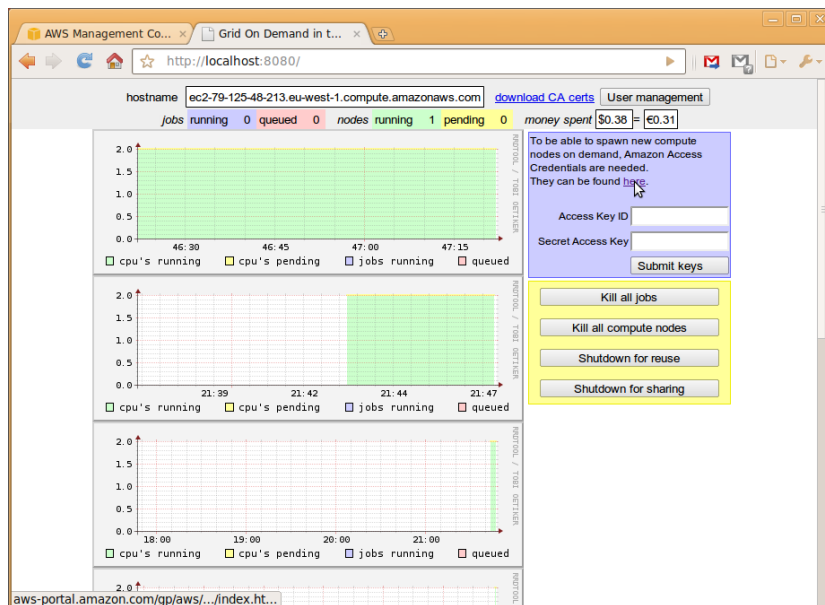 AWS Management Co...
Grid On Demand in t...
http://localhost:8080/
hostname ec2-79-125-48-213.eu-west-1.compute.amazonaws.com download CA certs User management
jobs running 0 queued 0 nodes running 1 pending 0 money spent $0.38 = €0.31
2.0
1.5
1.0
0.5
0.0
46:30 46:45 47:00 47:15
cpu's running cpu's pending jobs running queued
RRDTOOL / TOBI OETIKER
To be able to spawn new compute
nodes on demand, Amazon Access
Credentials are needed.
They can be found here.
Access Key ID
Secret Access Key
Submit keys
Kill all jobs
Kill all compute nodes
Shutdown for reuse
Shutdown for sharing
2.0
1.5
1.0
0.5
0.0
21:39 21:42 21:44 21:47
cpu's running cpu's pending jobs running queued
RRDTOOL / TOBI OETIKER
2.0
1.5
1.0
0.5
0.0
18:00 19:00 20:00 21:00
cpu's running cpu's pending jobs running queued
RRDTOOL / TOBI OETIKER
2.0
RRDTOOL
aws-portal.amazon.com/gp/aws/.../index.ht...